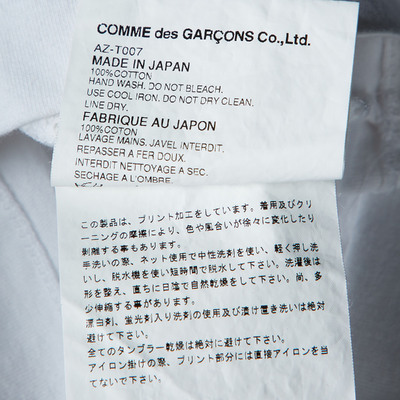 COMME des GARÇONS Co.,Ltd.
AZ-T007
MADE IN JAPAN
100%COTTON
HAND WASH. DO NOT BLEACH.
USE COOL IRON. DO NOT DRY CLEAN.
LINE DRY.
FABRIQUE AU JAPON
100%COTON
LAVAGE MAINS. JAVEL INTERDIT.
REPASSER A FER DOUX.
INTERDIT NETTOYAGE A SEC.
SECHAGE A L'OMBRE.
この製品は、プリント加工をしています。着用及びクリ
ーニングの摩擦により、色や風合いが徐々に変化したり
剥離する事もあります。
手洗いの際、ネット使用で中性洗剤を使い、軽く押し洗
いし、脱水機を使い短時間で脱水して下さい。洗濯後は
形を整え、直ちに日陰で自然乾燥をして下さい。尚、多
少伸縮する事があります。
漂白剤、蛍光剤入り洗剤の使用及び漬け置き洗いは絶対
避けて下さい。
全てのタンブラー乾燥は絶対に避けて下さい。
アイロン掛けの際、プリント部分には直接アイロンを当
てないで下さい。